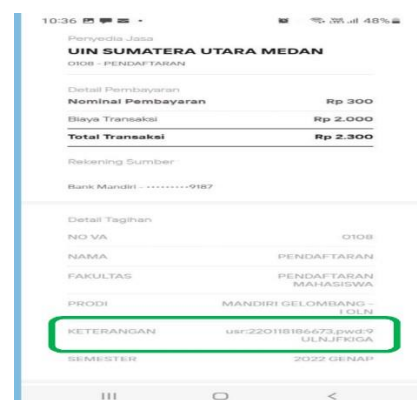 10:36
48%
Penyedia Jasa
UIN SUMATERA UTARA MEDAN
0108 - PENDAFTARAN
Detail Pembayaran
Nominal Pembayaran Rp 300
Biaya Transaksi Rp 2.000
Total Transaksi Rp 2.300
Rekening Sumber
Bank Mandiri - ---------9187
Detail Tagihan
NO VA 0108
NAMA PENDAFTARAN
FAKULTAS PENDAFTARAN
MAHASISWA
PRODI MANDIRI GELOMBANG -
I OLN
KETERANGAN usr:220118186673,pwd:9
ULNJFKIGA
SEMESTER 2022 GENAP